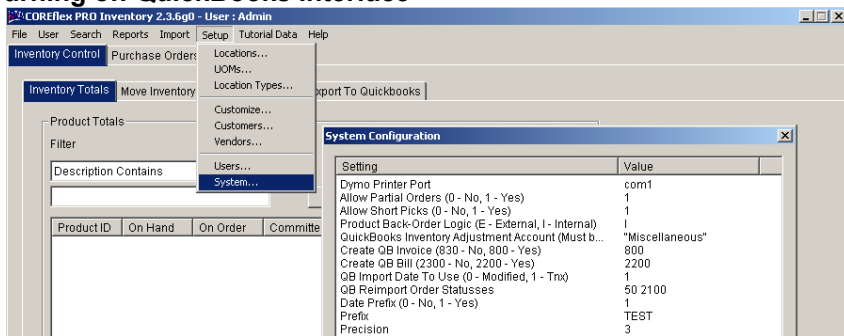 urning off QuickBooks Interface
COREflex PRO Inventory 2.3.6g0 - User : Admin
File User Search Reports Import Setup Tutorial Data Help
Inventory Control Purchase Orders
Locations...
UOMs...
Location Types...
Customize...
Customers...
Vendors...
Users...
System...
Inventory Totals Move Inventory xport To Quickbooks
Product Totals
Filter
Description Contains
Product ID On Hand On Order Committe
System Configuration
Setting Value
Dymo Printer Port com1
Allow Partial Orders (0 - No, 1 - Yes) 1
Allow Short Picks (0 - No, 1 - Yes) 1
Product Back-Order Logic (E - External, I - Internal) I
QuickBooks Inventory Adjustment Account (Must b... "Miscellaneous"
Create QB Invoice (830 - No, 800 - Yes) 800
Create QB Bill (2300 - No, 2200 - Yes) 2200
QB Import Date To Use (0 - Modified, 1 - Tnx) 1
QB Reimport Order Statusses 50 2100
Date Prefix (0 - No, 1 - Yes) 1
Prefix TEST
Precision 3